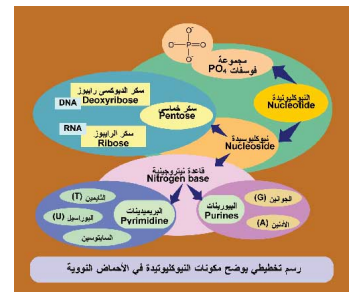 مجموعة
فوسفات PO4
النيوكليوتيدة
Nucleotide
سكر الديوكسى رايبوز
Deoxyribose
DNA
سكر خماسي
Pentose
RNA
سكر الرايبوز
Ribose
نيوكليوسيدة
Nucleoside
قاعدة نيتروجينية
Nitrogen base
الثايمين (T)
اليوراسيل (U)
السايتوسين
البريميدينات
Pyrimidine
البيورينات
Purines
الجوانين (G)
الأدنين (A)
رسم تخطيطي يوضح مكونات النيوكليوتيدة في الأحماض النووية